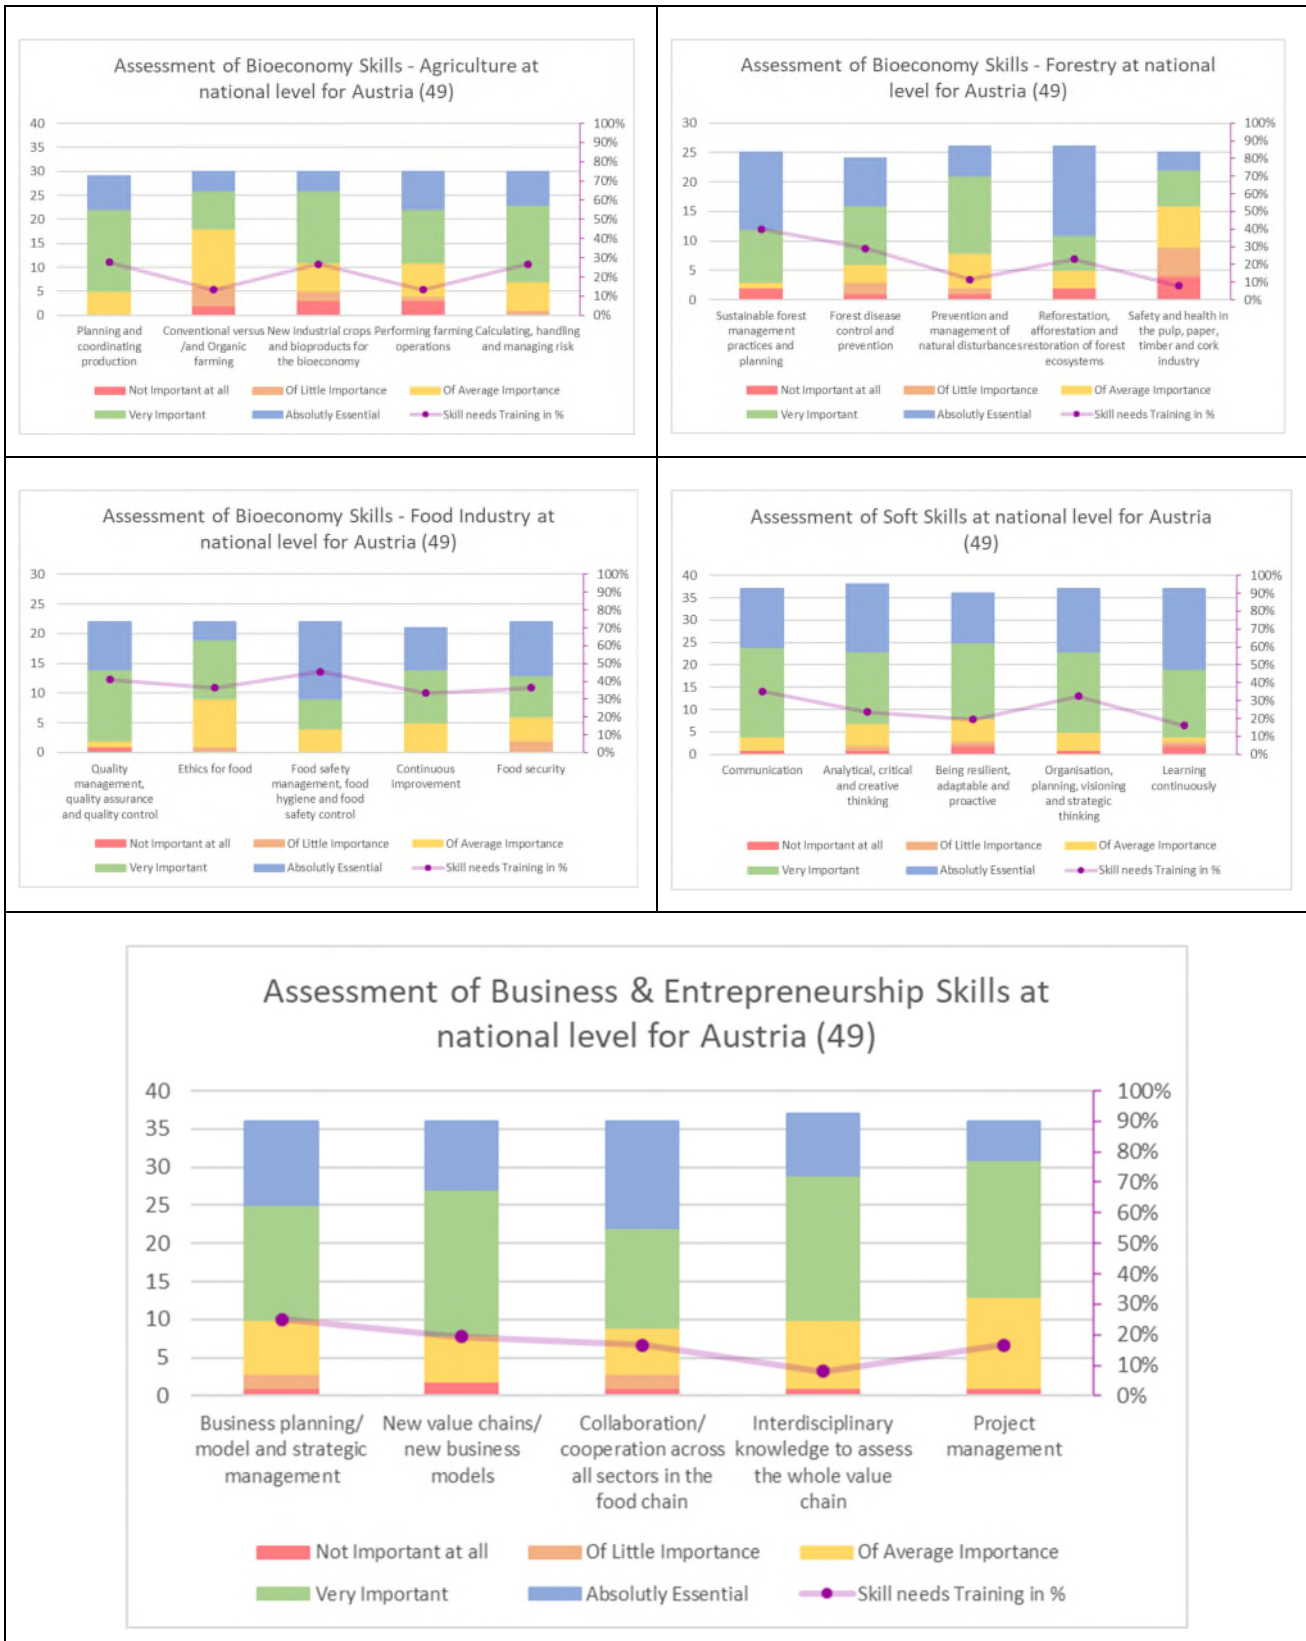 Assessment of Bioeconomy Skills - Agriculture at
national level for Austria (49)
40
35
30
25
20
15
10
5
0
100%
90%
80%
70%
60%
50%
40%
30%
20%
10%
0%
Planning and
coordinating
production
Conventional versus
/and Organic
farming
New Industrial crops
and bioproducts for
the bioeconomy
Performing farming
operations
Calculating, handling
and managing risk
Not Important at all
Of Little Importance
Of Average Importance
Very Important
Absolutly Essential
Skill needs Training in %
Assessment of Bioeconomy Skills - Forestry at national
level for Austria (49)
30
25
20
15
10
5
0
100%
90%
80%
70%
60%
50%
40%
30%
20%
10%
0%
Sustainable forest
management
practices and
planning
Forest disease
control and
prevention
Prevention and
management of
natural disturbances
Reforestation,
afforestation and
restoration of forest
ecosystems
Safety and health in
the pulp, paper,
timber and cork
industry
Not Important at all
Of Little Importance
Of Average Importance
Very Important
Absolutly Essential
Skill needs Training in %
Assessment of Bioeconomy Skills - Food Industry at
national level for Austria (49)
30
25
20
15
10
5
0
100%
90%
80%
70%
60%
50%
40%
30%
20%
10%
0%
Quality
management,
quality assurance
and quality control
Ethics for food
Food safety
management, food
hygiene and food
safety control
Continuous
improvement
Food security
Not Important at all
Of Little Importance
Of Average Importance
Very Important
Absolutly Essential
Skill needs Training in %
Assessment of Soft Skills at national level for Austria
(49)
40
35
30
25
20
15
10
5
0
100%
90%
80%
70%
60%
50%
40%
30%
20%
10%
0%
Communication
Analytical, critical
and creative
thinking
Being resilient,
adaptable and
proactive
Organisation,
planning, visioning
and strategic
thinking
Learning
continuously
Not Important at all
Of Little Importance
Of Average Importance
Very Important
Absolutly Essential
Skill needs Training in %
Assessment of Business & Entrepreneurship Skills at
national level for Austria (49)
40
35
30
25
20
15
10
5
0
100%
90%
80%
70%
60%
50%
40%
30%
20%
10%
0%
Business planning/
model and strategic
management
New value chains/
new business
models
Collaboration/
cooperation across
all sectors in the
food chain
Interdisciplinary
knowledge to assess
the whole value
chain
Project
management
Not Important at all
Of Little Importance
Of Average Importance
Very Important
Absolutly Essential
Skill needs Training in %